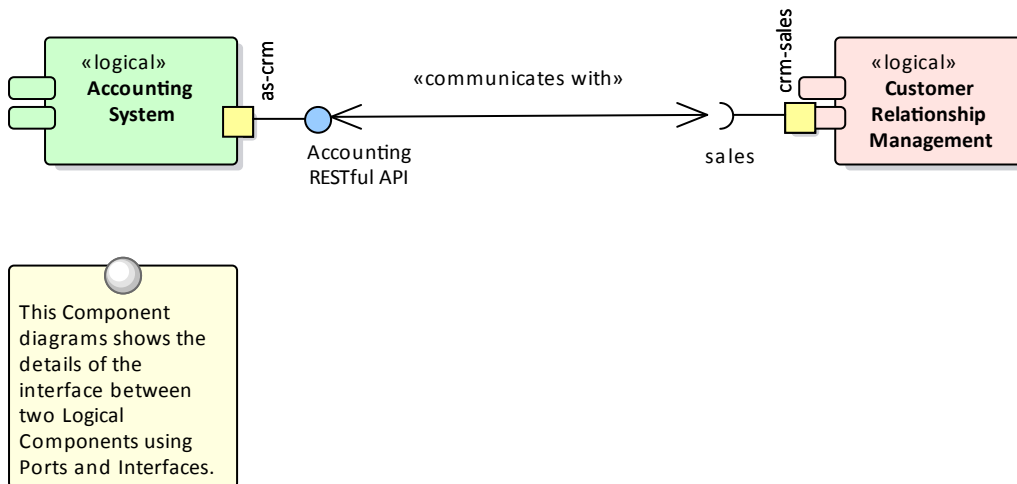 «logical»
Accounting
System
as-crm
«communicates with»
Accounting
RESTful API
crm-sales
sales
«logical»
Customer
Relationship
Management
This Component
diagrams shows the
details of the
interface between
two Logical
Components using
Ports and Interfaces.